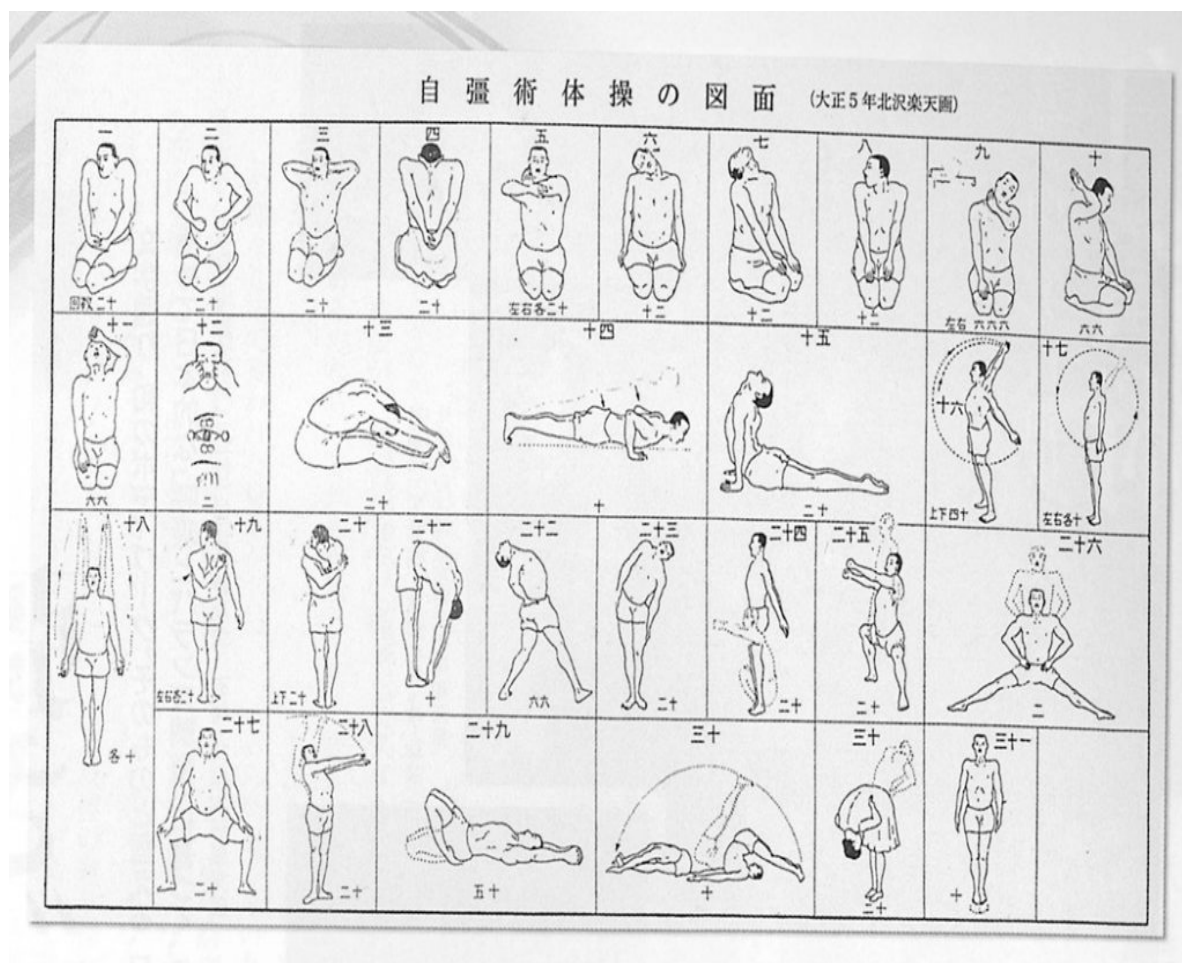 自彊術体操の図面 (大正5年北沢楽天画)
一
回数二十
二
二十
三
二十
四
二十
五
左右各二十
六
十二
七
十二
八
十二
九
左右 六六六
十
六六
十一
六六
十二
二
十三
二十
十四
十
十五
二十
十六
上下四十
十七
左右各十
十八
各十
十九
左右各二十
二十
上下二十
二十一
十
二十二
六六
二十三
二十
二十四
二十
二十五
二十
二十六
二
二十七
二十
二十八
二十
二十九
五十
三十
十
三十
二十
三十一
十